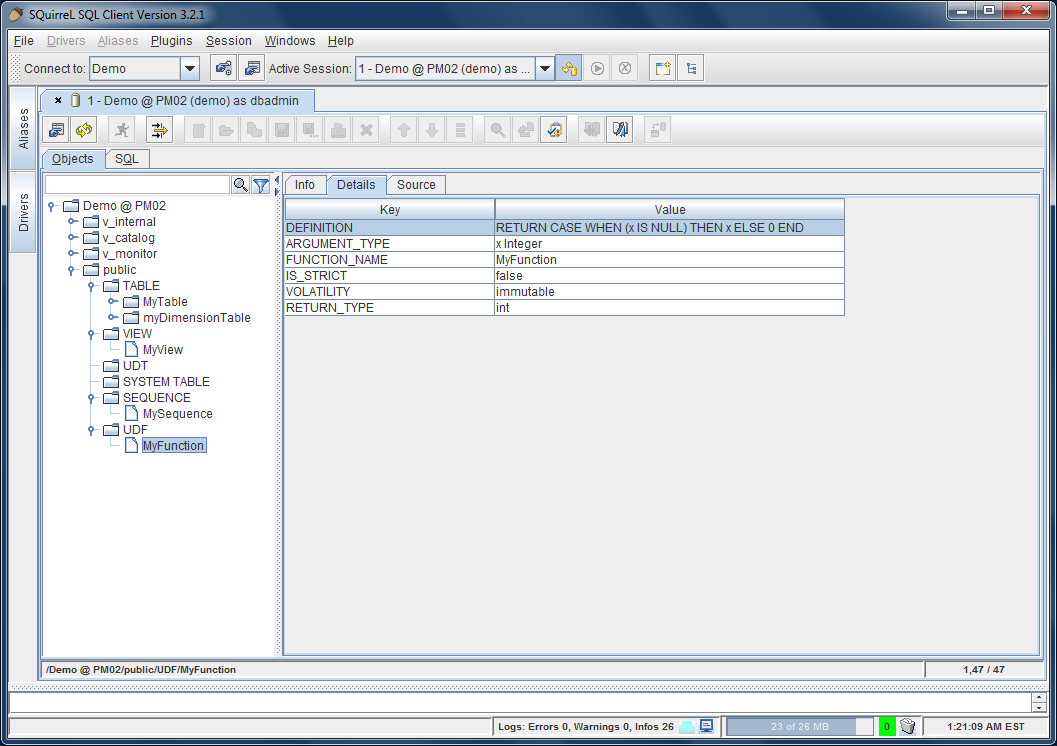 SQuirreL SQL Client Version 3.2.1
File Drivers Aliases Plugins Session Windows Help
Connect to: Demo Active Session: 1 - Demo @ PM02 (demo) as ...
Aliases
Drivers
1 - Demo @ PM02 (demo) as dbadmin
Objects SQL
Info Details Source
Demo @ PM02
v_internal
v_catalog
v_monitor
public
TABLE
MyTable
myDimensionTable
VIEW
MyView
UDT
SYSTEM TABLE
SEQUENCE
MySequence
UDF
MyFunction
Key Value
DEFINITION RETURN CASE WHEN (x IS NULL) THEN x ELSE 0 END
ARGUMENT_TYPE x Integer
FUNCTION_NAME MyFunction
IS_STRICT false
VOLATILITY immutable
RETURN_TYPE int
/Demo @ PM02/public/UDF/MyFunction 1,47 / 47
Logs: Errors 0, Warnings 0, Infos 26 23 of 26 MB 0 1:21:09 AM EST